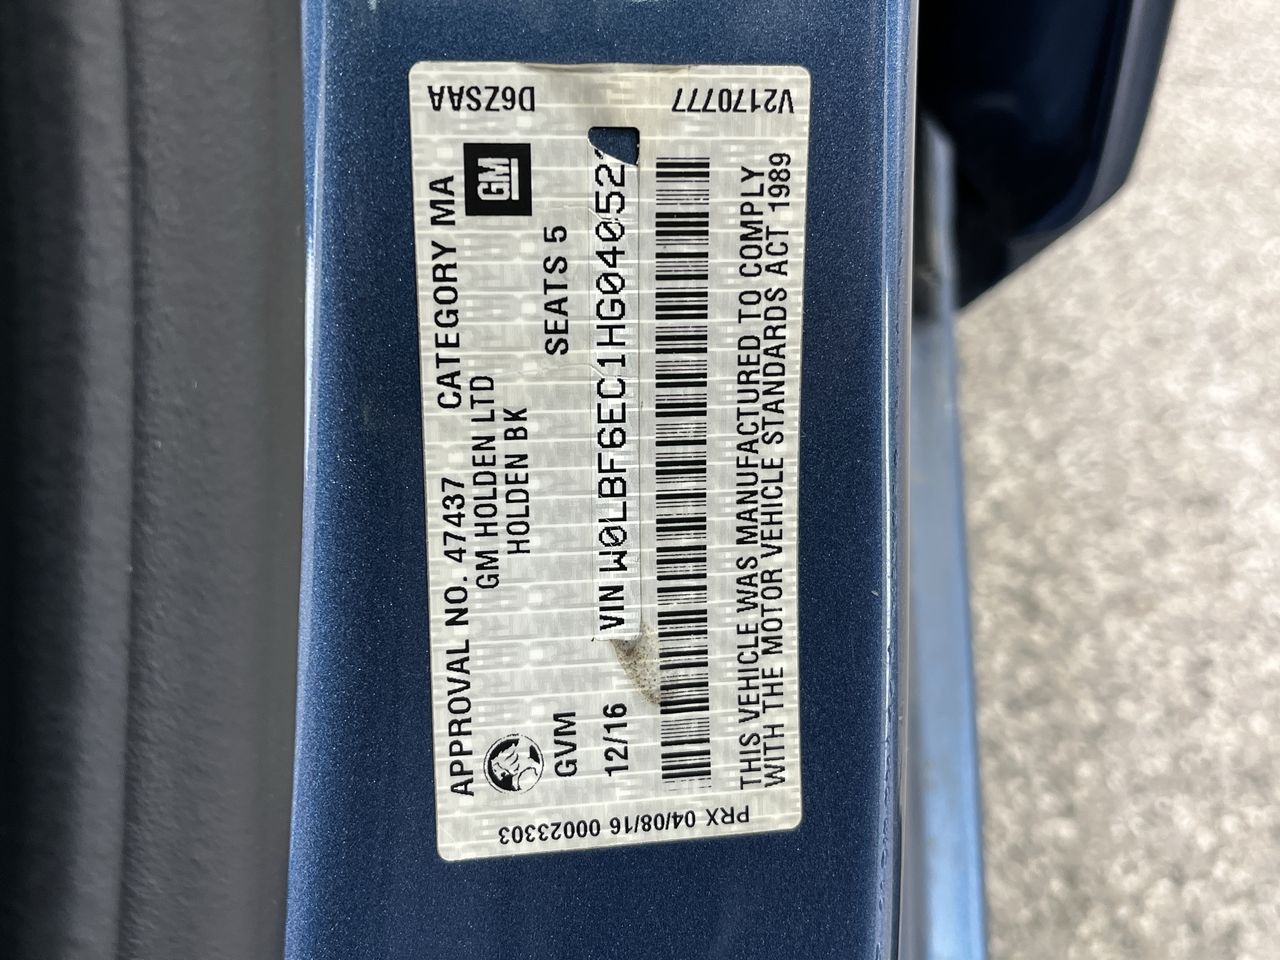 APPROVAL NO. 47437 CATEGORY MA
GM HOLDEN LTD
HOLDEN BK
GM
GVM SEATS 5
12/16 VIN W0LBF6EC1HG04052
THIS VEHICLE WAS MANUFACTURED TO COMPLY
WITH THE MOTOR VEHICLE STANDARDS ACT 1989
D6ZSAA V2170777
PRX 04/08/16 00023303